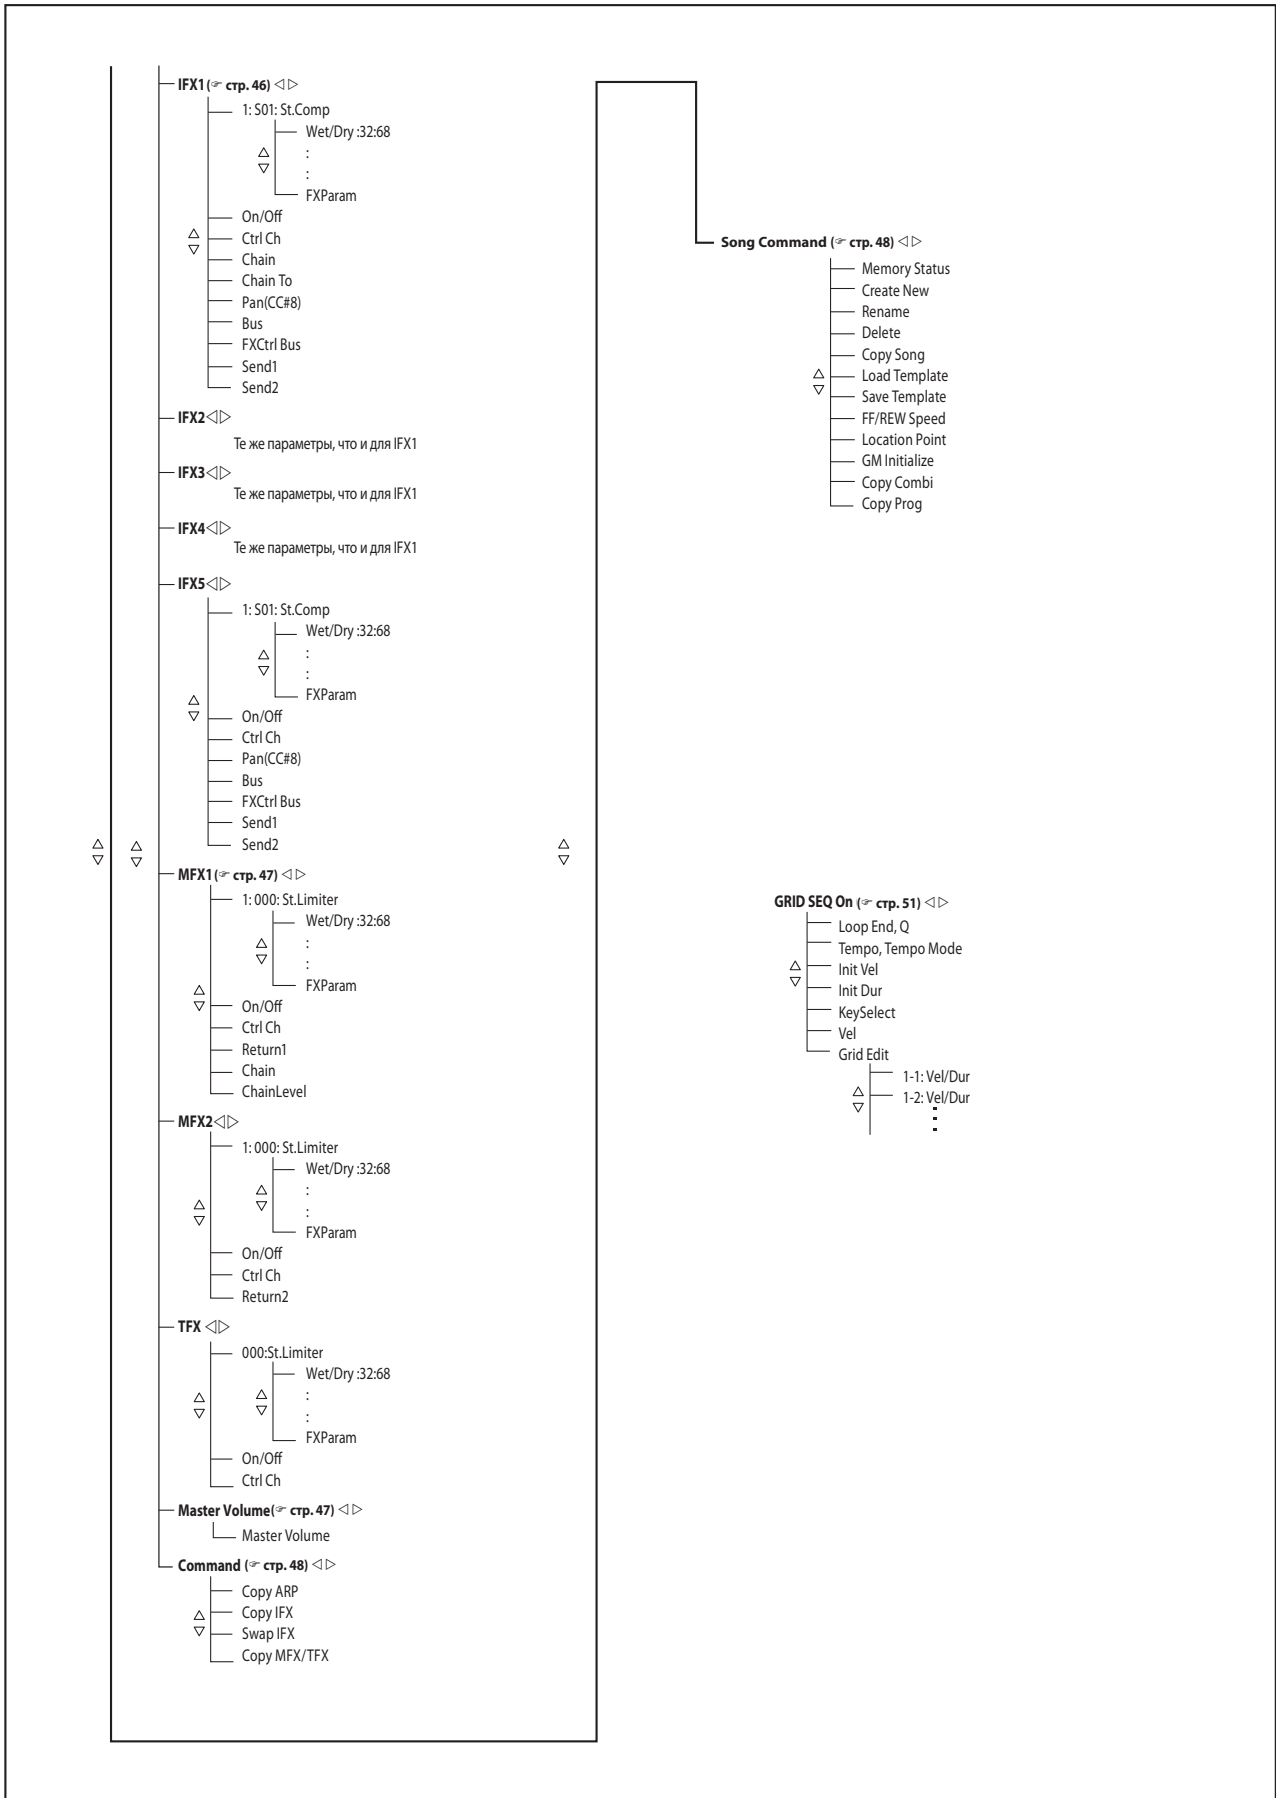 IFX1 (☞ стр. 46) ◁ ▷
1: S01: St.Comp
Wet/Dry :32:68
:
:
FXParam
On/Off
Ctrl Ch
Chain
Chain To
Pan(CC#8)
Bus
FXCtrl Bus
Send1
Send2
IFX2 ◁ ▷
Те же параметры, что и для IFX1
IFX3 ◁ ▷
Те же параметры, что и для IFX1
IFX4 ◁ ▷
Те же параметры, что и для IFX1
IFX5 ◁ ▷
1: S01: St.Comp
Wet/Dry :32:68
:
:
FXParam
On/Off
Ctrl Ch
Pan(CC#8)
Bus
FXCtrl Bus
Send1
Send2
MFX1 (☞ стр. 47) ◁ ▷
1: 000: St.Limiter
Wet/Dry :32:68
:
:
FXParam
On/Off
Ctrl Ch
Return1
Chain
ChainLevel
MFX2 ◁ ▷
1: 000: St.Limiter
Wet/Dry :32:68
:
:
FXParam
On/Off
Ctrl Ch
Return2
TFX ◁ ▷
000:St.Limiter
Wet/Dry :32:68
:
:
FXParam
On/Off
Ctrl Ch
Master Volume(☞ стр. 47) ◁ ▷
Master Volume
Command (☞ стр. 48) ◁ ▷
Copy ARP
Copy IFX
Swap IFX
Copy MFX/TFX
Song Command (☞ стр. 48) ◁ ▷
Memory Status
Create New
Rename
Delete
Copy Song
Load Template
Save Template
FF/REW Speed
Location Point
GM Initialize
Copy Combi
Copy Prog
GRID SEQ On (☞ стр. 51) ◁ ▷
Loop End, Q
Tempo, Tempo Mode
Init Vel
Init Dur
KeySelect
Vel
Grid Edit
1-1: Vel/Dur
1-2: Vel/Dur